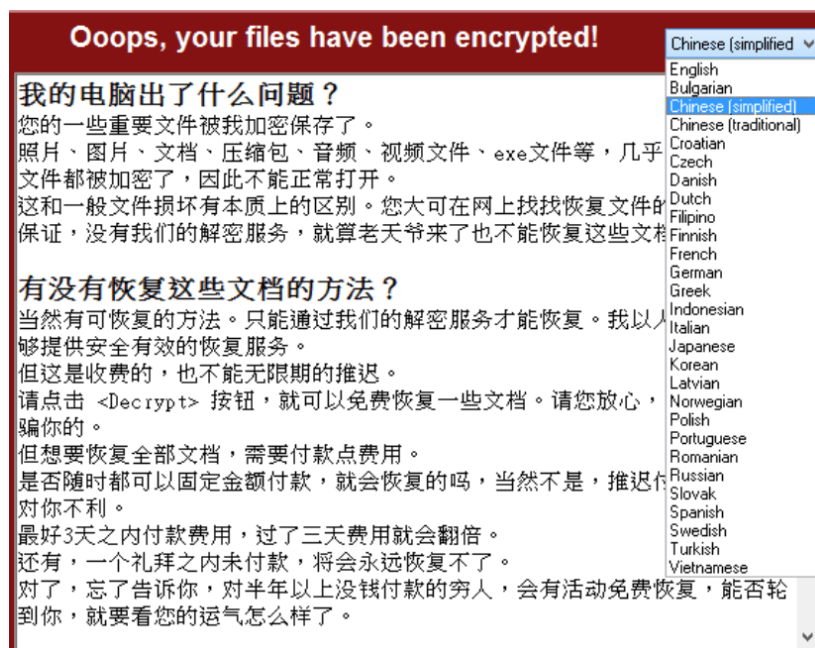 Ooops, your files have been encrypted!
Chinese (simplified
我的电脑出了什么问题？
您的一些重要文件被我加密保存了。
照片、图片、文档、压缩包、音频、视频文件、exe文件等，几乎
文件都被加密了，因此不能正常打开。
这和一般文件损坏有本质上的区别。您大可在网上找找恢复文件的
保证，没有我们的解密服务，就算老天爷来了也不能恢复这些文档
有没有恢复这些文档的方法？
当然有可恢复的方法。只能通过我们的解密服务才能恢复。我以人
够提供安全有效的恢复服务。
但这是收费的，也不能无限期的推迟。
请点击 <Decrypt> 按钮，就可以免费恢复一些文档。请您放心，
骗你的。
但想要恢复全部文档，需要付款点费用。
是否随时都可以固定金额付款，就会恢复的吗，当然不是，推迟付
对你不利。
最好3天之内付款费用，过了三天费用就会翻倍。
还有，一个礼拜之内未付款，将会永远恢复不了。
对了，忘了告诉你，对半年以上没钱付款的穷人，会有活动免费恢复，能否轮
到你，就要看您的运气怎么样了。
English
Bulgarian
Chinese (simplified)
Chinese (traditional)
Croatian
Czech
Danish
Dutch
Filipino
Finnish
French
German
Greek
Indonesian
Italian
Japanese
Korean
Latvian
Norwegian
Polish
Portuguese
Romanian
Russian
Slovak
Spanish
Swedish
Turkish
Vietnamese